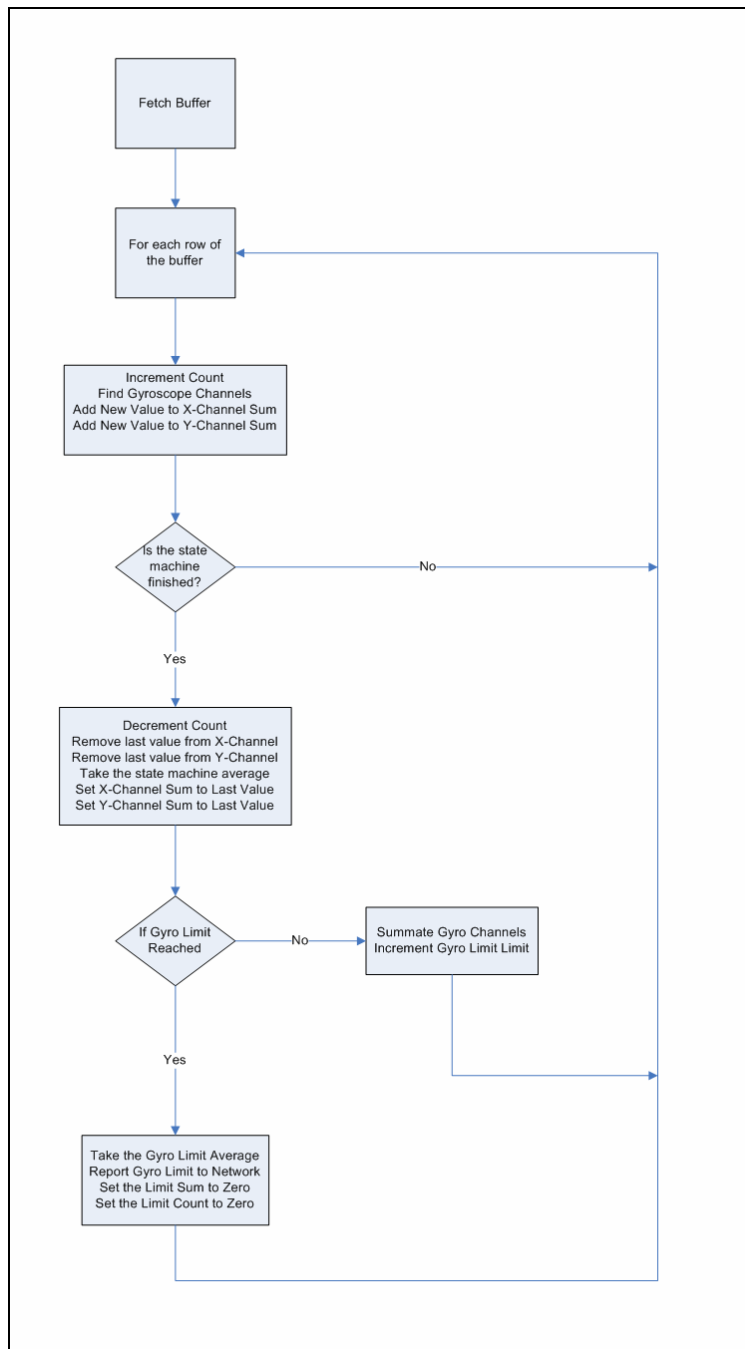 Fetch Buffer
For each row of
the buffer
Increment Count
Find Gyroscope Channels
Add New Value to X-Channel Sum
Add New Value to Y-Channel Sum
Is the state
machine
finished?
No
Yes
Decrement Count
Remove last value from X-Channel
Remove last value from Y-Channel
Take the state machine average
Set X-Channel Sum to Last Value
Set Y-Channel Sum to Last Value
If Gyro Limit
Reached
No
Summate Gyro Channels
Increment Gyro Limit Limit
Yes
Take the Gyro Limit Average
Report Gyro Limit to Network
Set the Limit Sum to Zero
Set the Limit Count to Zero